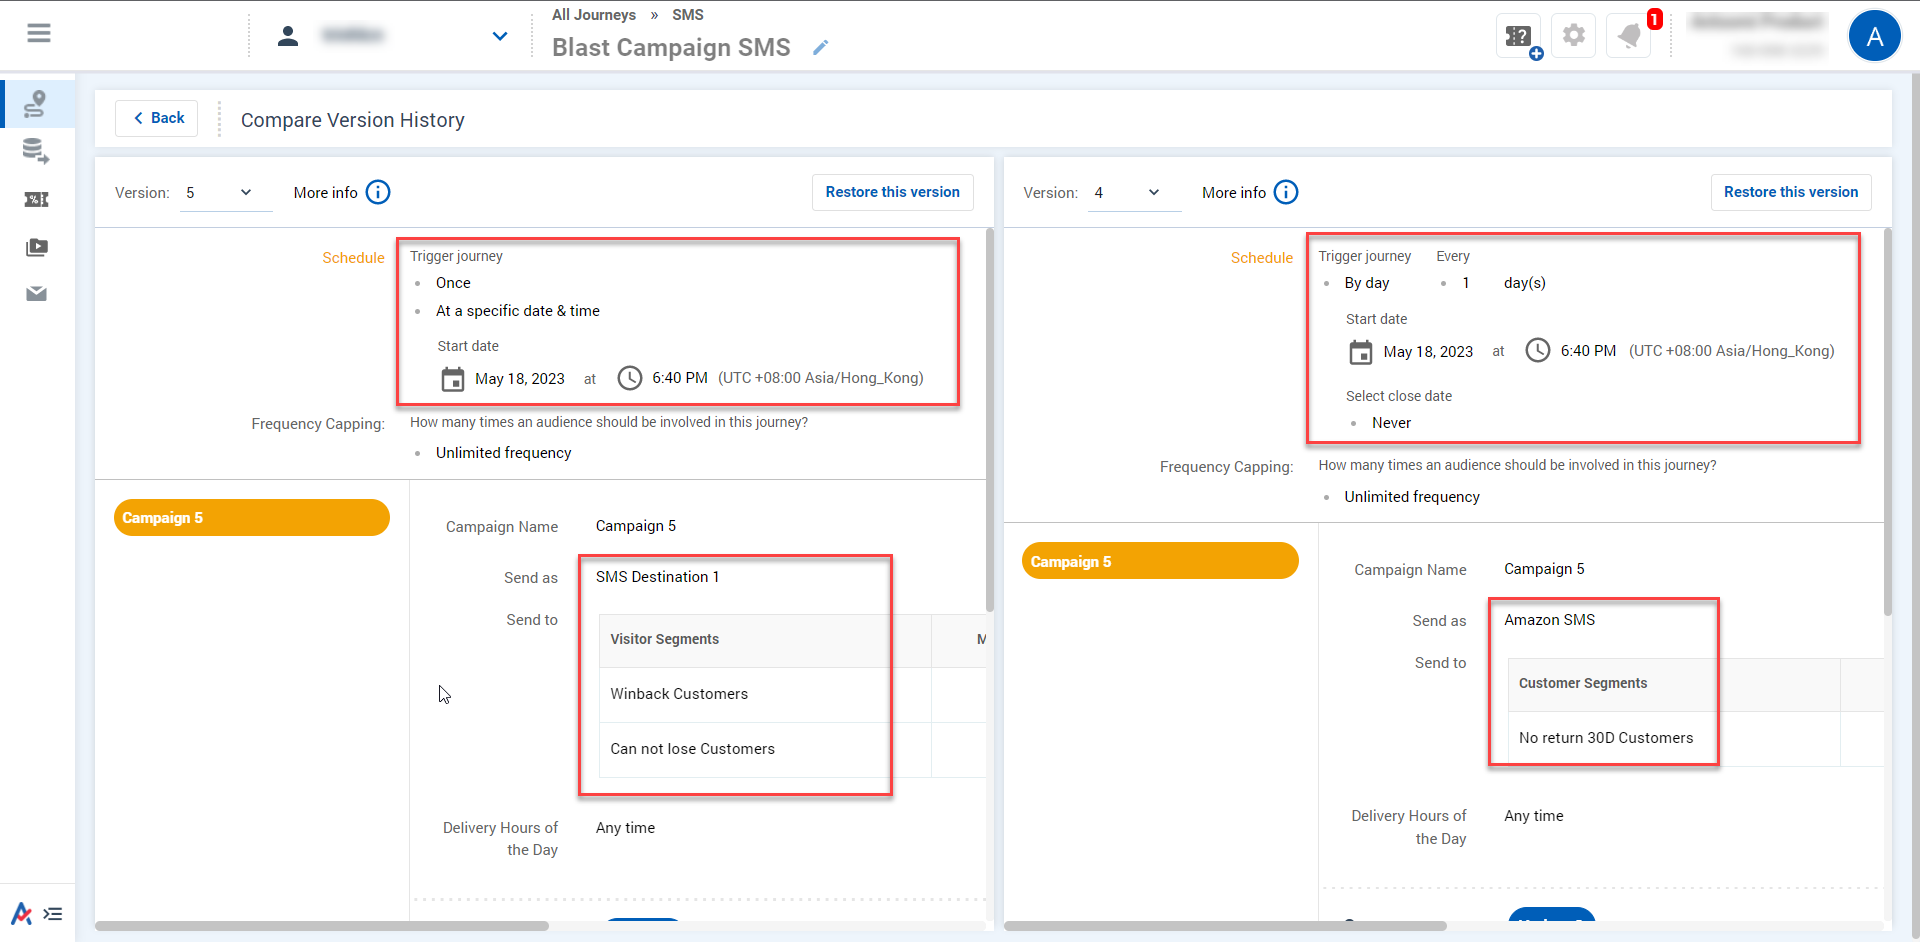 All Journeys » SMS
Blast Campaign SMS
1
A
Back
Compare Version History
Version: 5
More info
Restore this version
Schedule
Trigger journey
Once
At a specific date & time
Start date
May 18, 2023 at 6:40 PM (UTC +08:00 Asia/Hong_Kong)
Frequency Capping:
How many times an audience should be involved in this journey?
Unlimited frequency
Campaign 5
Campaign Name
Campaign 5
Send as
SMS Destination 1
Send to
Visitor Segments
M
Winback Customers
Can not lose Customers
Delivery Hours of
the Day
Any time
Version: 4
More info
Restore this version
Schedule
Trigger journey Every
By day 1 day(s)
Start date
May 18, 2023 at 6:40 PM (UTC +08:00 Asia/Hong_Kong)
Select close date
Never
Frequency Capping:
How many times an audience should be involved in this journey?
Unlimited frequency
Campaign 5
Campaign Name
Campaign 5
Send as
Amazon SMS
Send to
Customer Segments
No return 30D Customers
Delivery Hours of
the Day
Any time